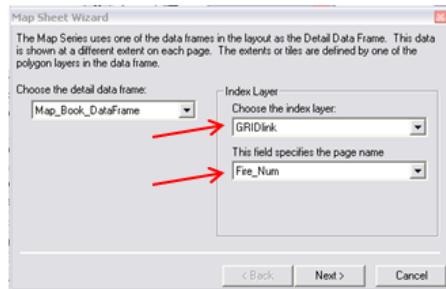 Map Sheet Wizard
The Map Series uses one of the data frames in the layout as the Detail Data Frame. This data
is shown at a different extent on each page. The extents or tiles are defined by one of the
polygon layers in the data frame.
Choose the detail data frame:
Map_Book_DataFrame
Index Layer
Choose the index layer:
GRIDlink
This field specifies the page name
Fire_Num
< Back
Next >
Cancel